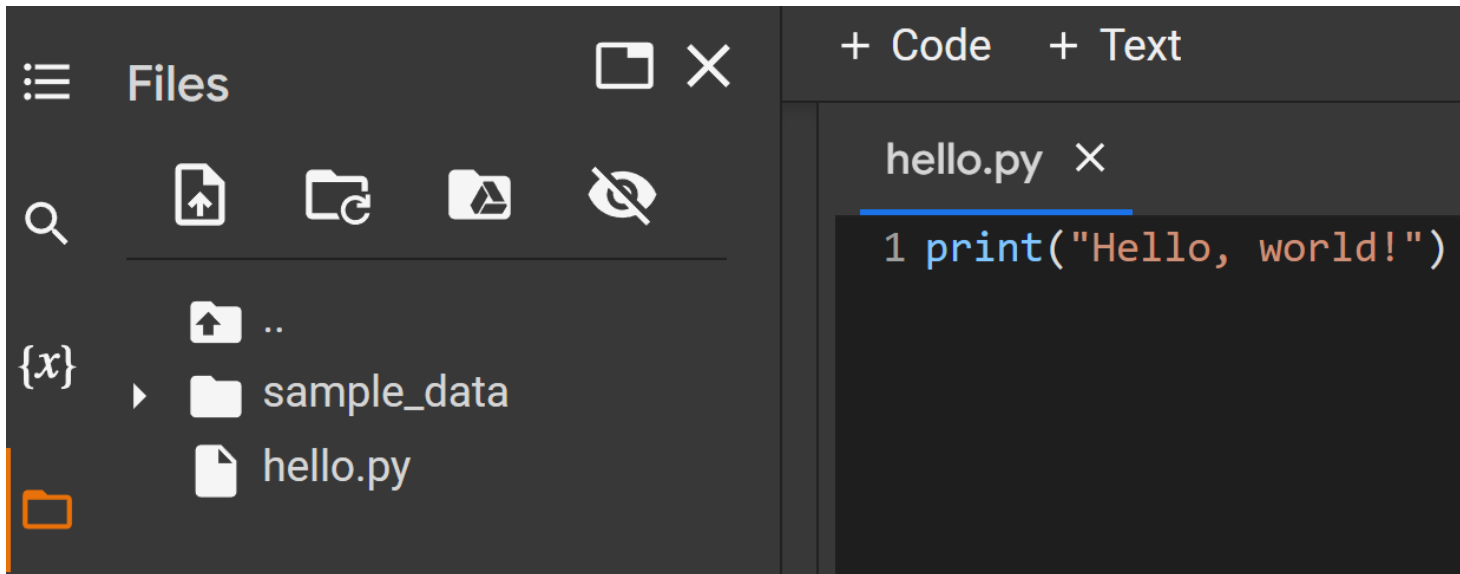 Files
..
sample_data
hello.py
{x}
+ Code + Text
hello.py
1 print("Hello, world!")